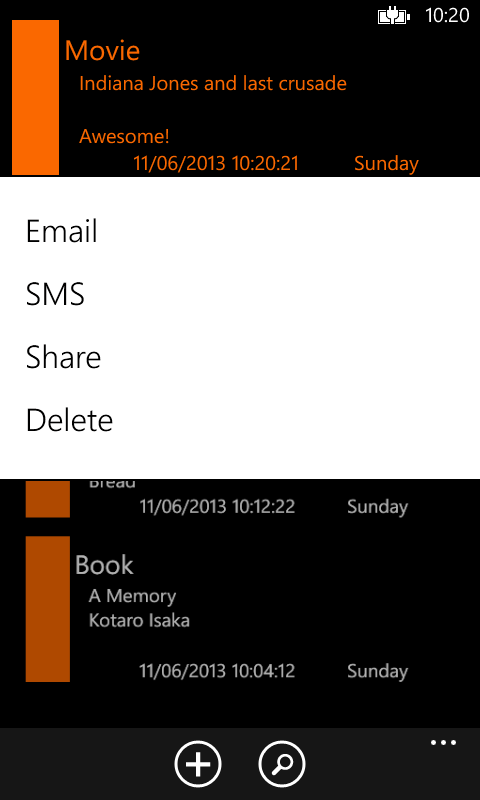 10:20
Movie
Indiana Jones and last crusade
Awesome!
11/06/2013 10:20:21 Sunday
Email
SMS
Share
Delete
Bread
11/06/2013 10:12:22 Sunday
Book
A Memory
Kotaro Isaka
11/06/2013 10:04:12 Sunday